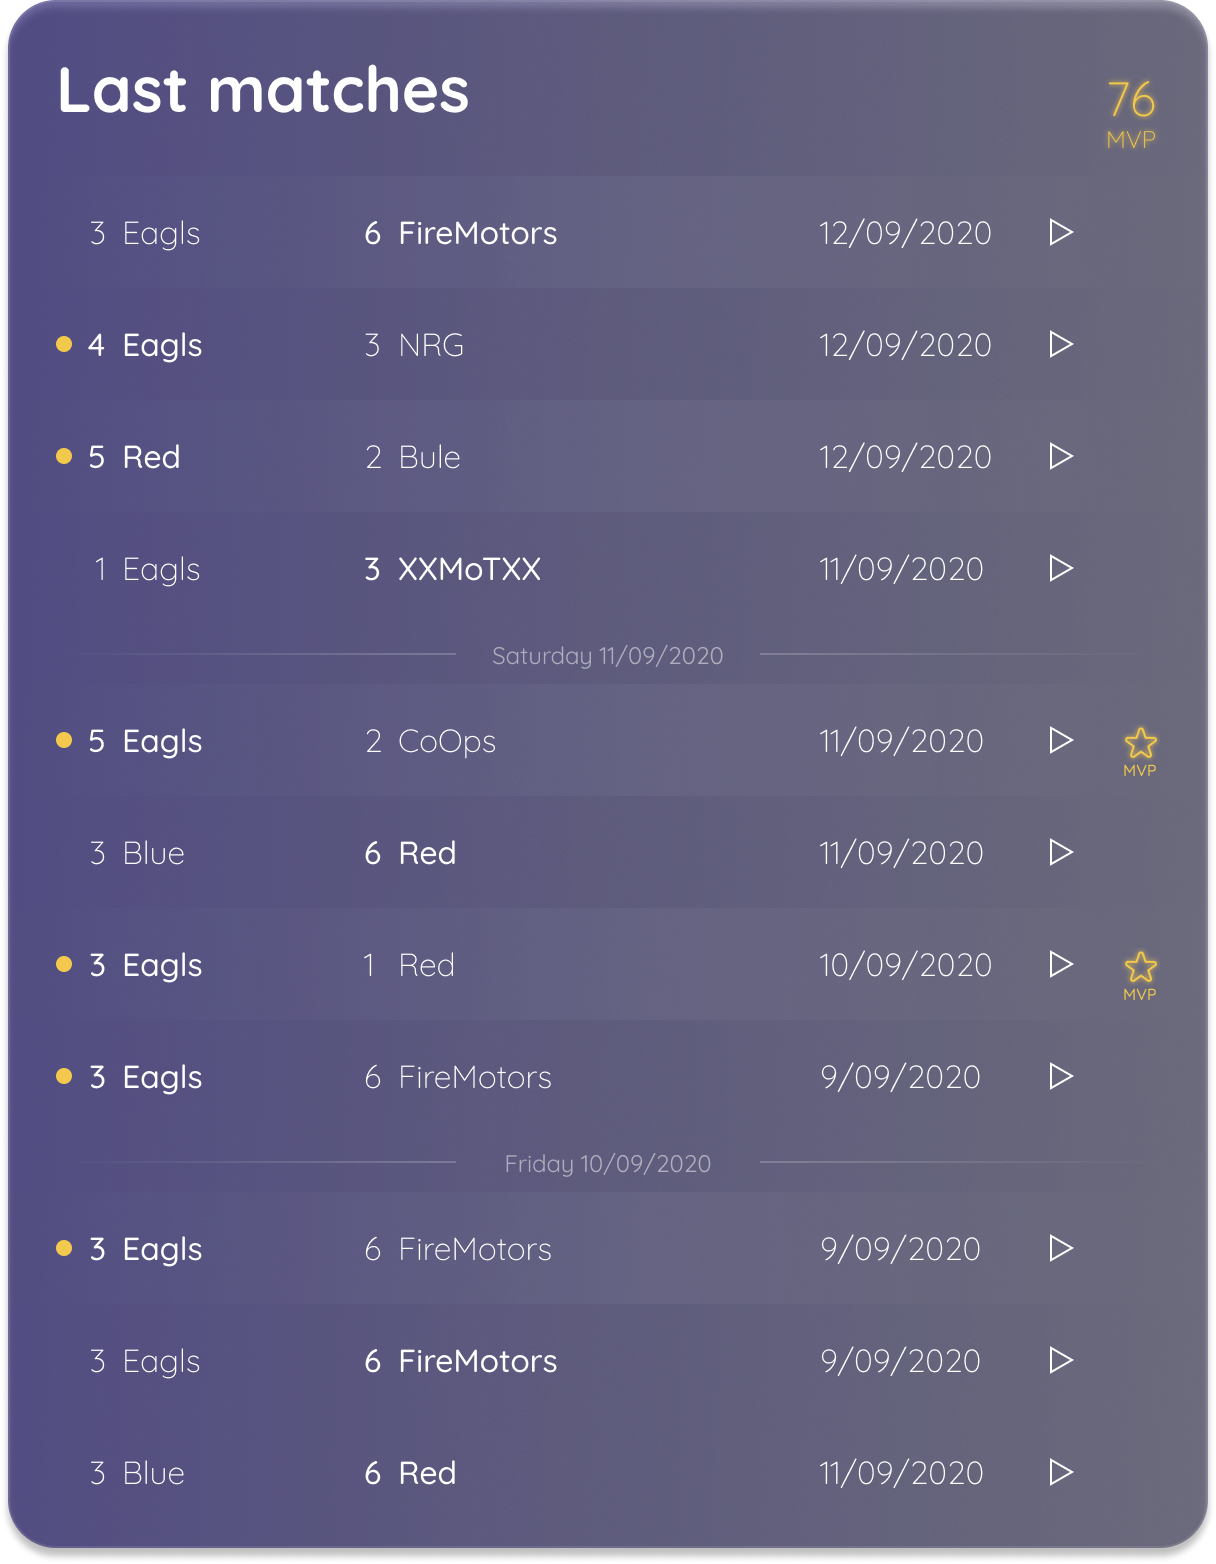 Last matches
76
MVP
3 Eagls 6 FireMotors 12/09/2020
4 Eagls 3 NRG 12/09/2020
5 Red 2 Bule 12/09/2020
1 Eagls 3 XXMoTXX 11/09/2020
Saturday 11/09/2020
5 Eagls 2 CoOps 11/09/2020
MVP
3 Blue 6 Red 11/09/2020
3 Eagls 1 Red 10/09/2020
MVP
3 Eagls 6 FireMotors 9/09/2020
Friday 10/09/2020
3 Eagls 6 FireMotors 9/09/2020
3 Eagls 6 FireMotors 9/09/2020
3 Blue 6 Red 11/09/2020